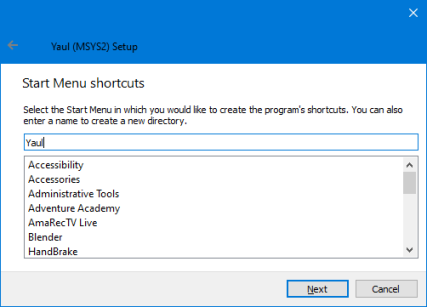 Yaul (MSYS2) Setup
Start Menu shortcuts
Select the Start Menu in which you would like to create the program's shortcuts. You can also
enter a name to create a new directory.
Yaul
Accessibility
Accessories
Administrative Tools
Adventure Academy
AmaRecTV Live
Blender
HandBrake
Next Cancel